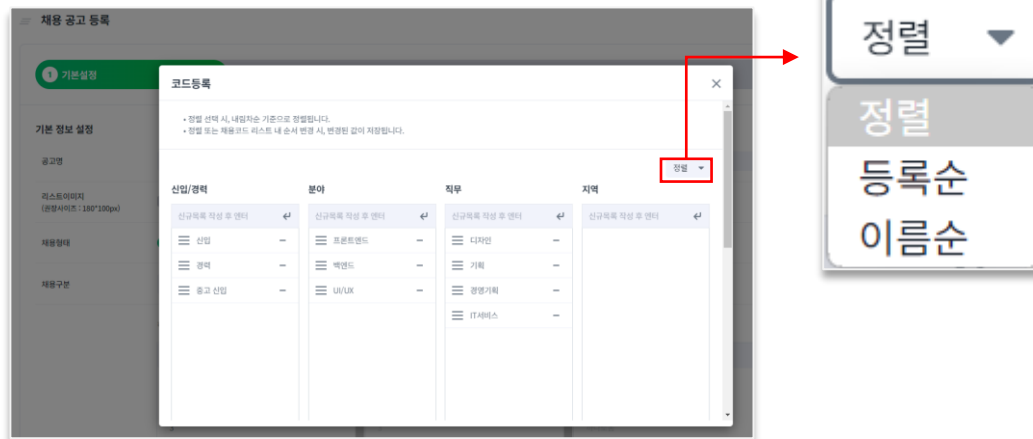 채용 공고 등록
1 기본설정
기본 정보 설정
공고명
리스트이미지
(권장사이즈 : 180*100px)
채용형태
채용구분
코드등록
• 정렬 선택 시, 내림차순 기준으로 정렬됩니다.
• 정렬 또는 채용코드 리스트 내 순서 변경 시, 변경된 값이 저장됩니다.
정렬
신입/경력 분야 직무 지역
신규목록 작성 후 엔터 신규목록 작성 후 엔터 신규목록 작성 후 엔터 신규목록 작성 후 엔터
신입 프론트엔드 디자인
경력 백엔드 기획
중고 신입 UI/UX 경영기획
IT서비스
정렬
정렬
등록순
이름순